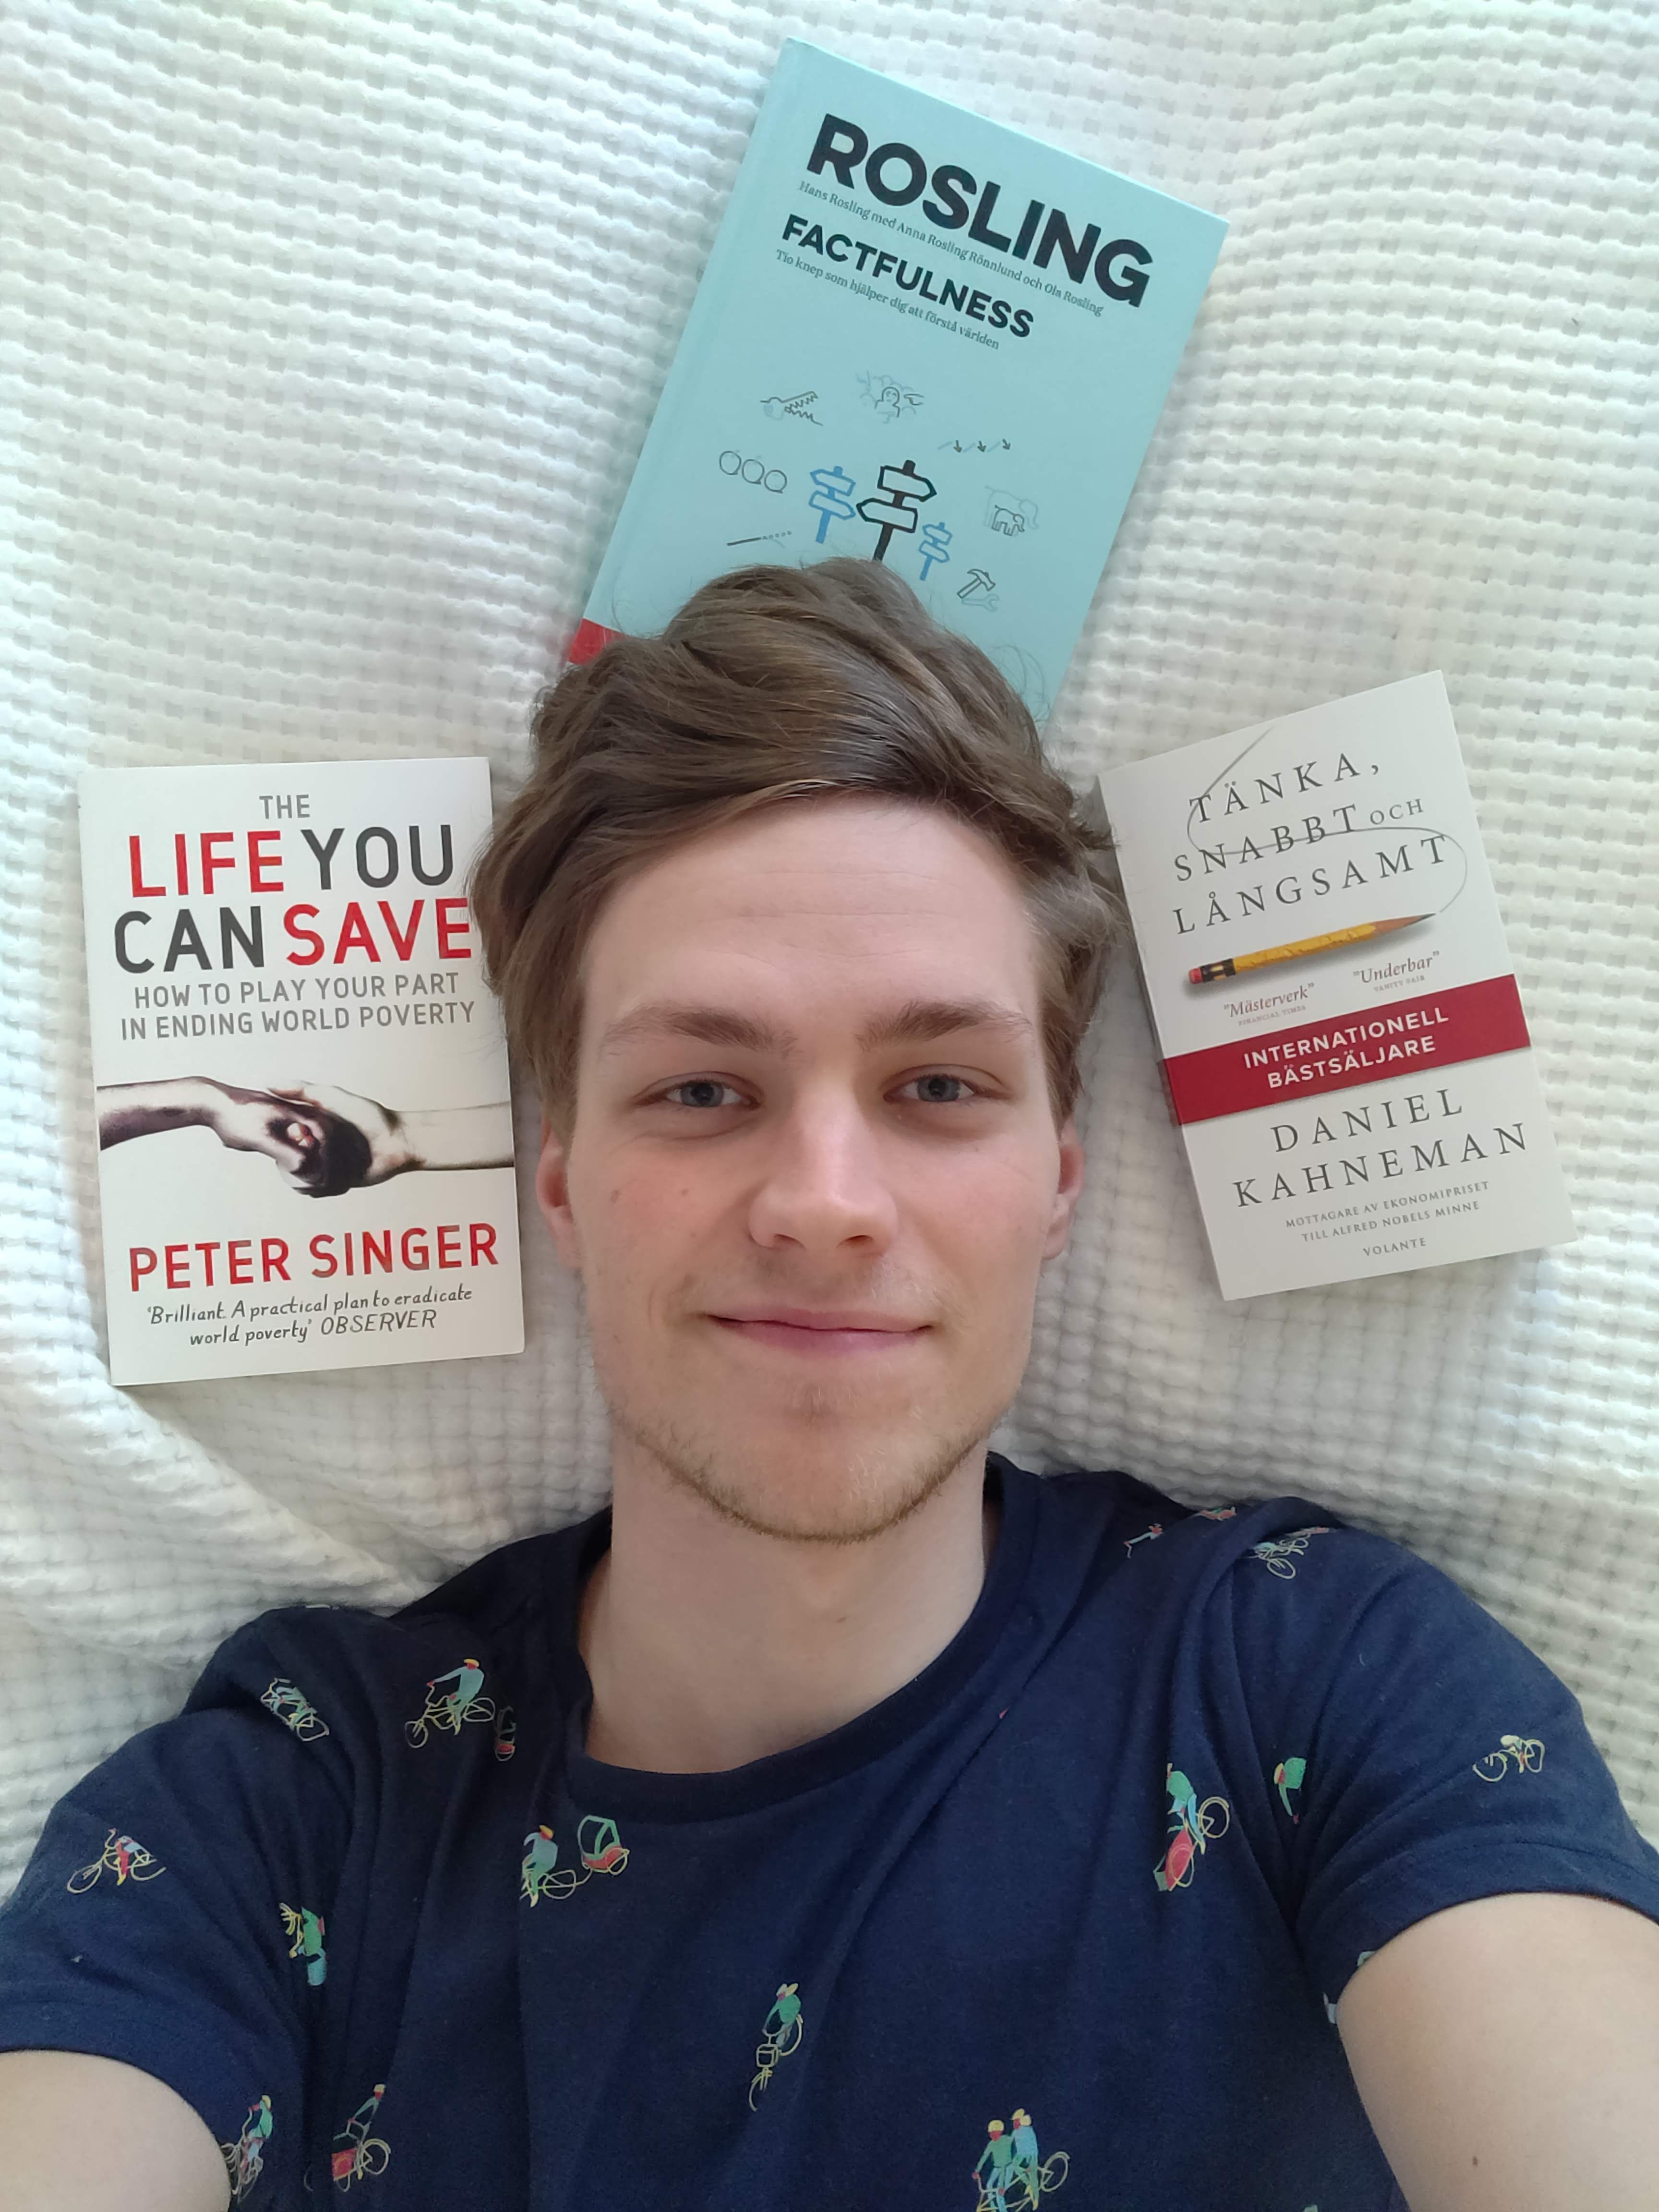 ROSLING
Hans Rosling med Anna Rosling Rönnlund och Ola Rosling
FACTFULNESS
Tio knep som hjälper dig att förstå världen
THE
LIFE YOU
CAN SAVE
HOW TO PLAY YOUR PART
IN ENDING WORLD POVERTY
PETER SINGER
'Brilliant. A practical plan to eradicate
world poverty' OBSERVER
TÄNKA,
SNABBT OCH
LÅNGSAMT
"Mästerverk"
FINANCIAL TIMES
"Underbar"
VANITY FAIR
INTERNATIONELL
BÄSTSÄLJARE
DANIEL
KAHNEMAN
MOTTAGARE AV EKONOMIPRISET
TILL ALFRED NOBELS MINNE
VOLANTE